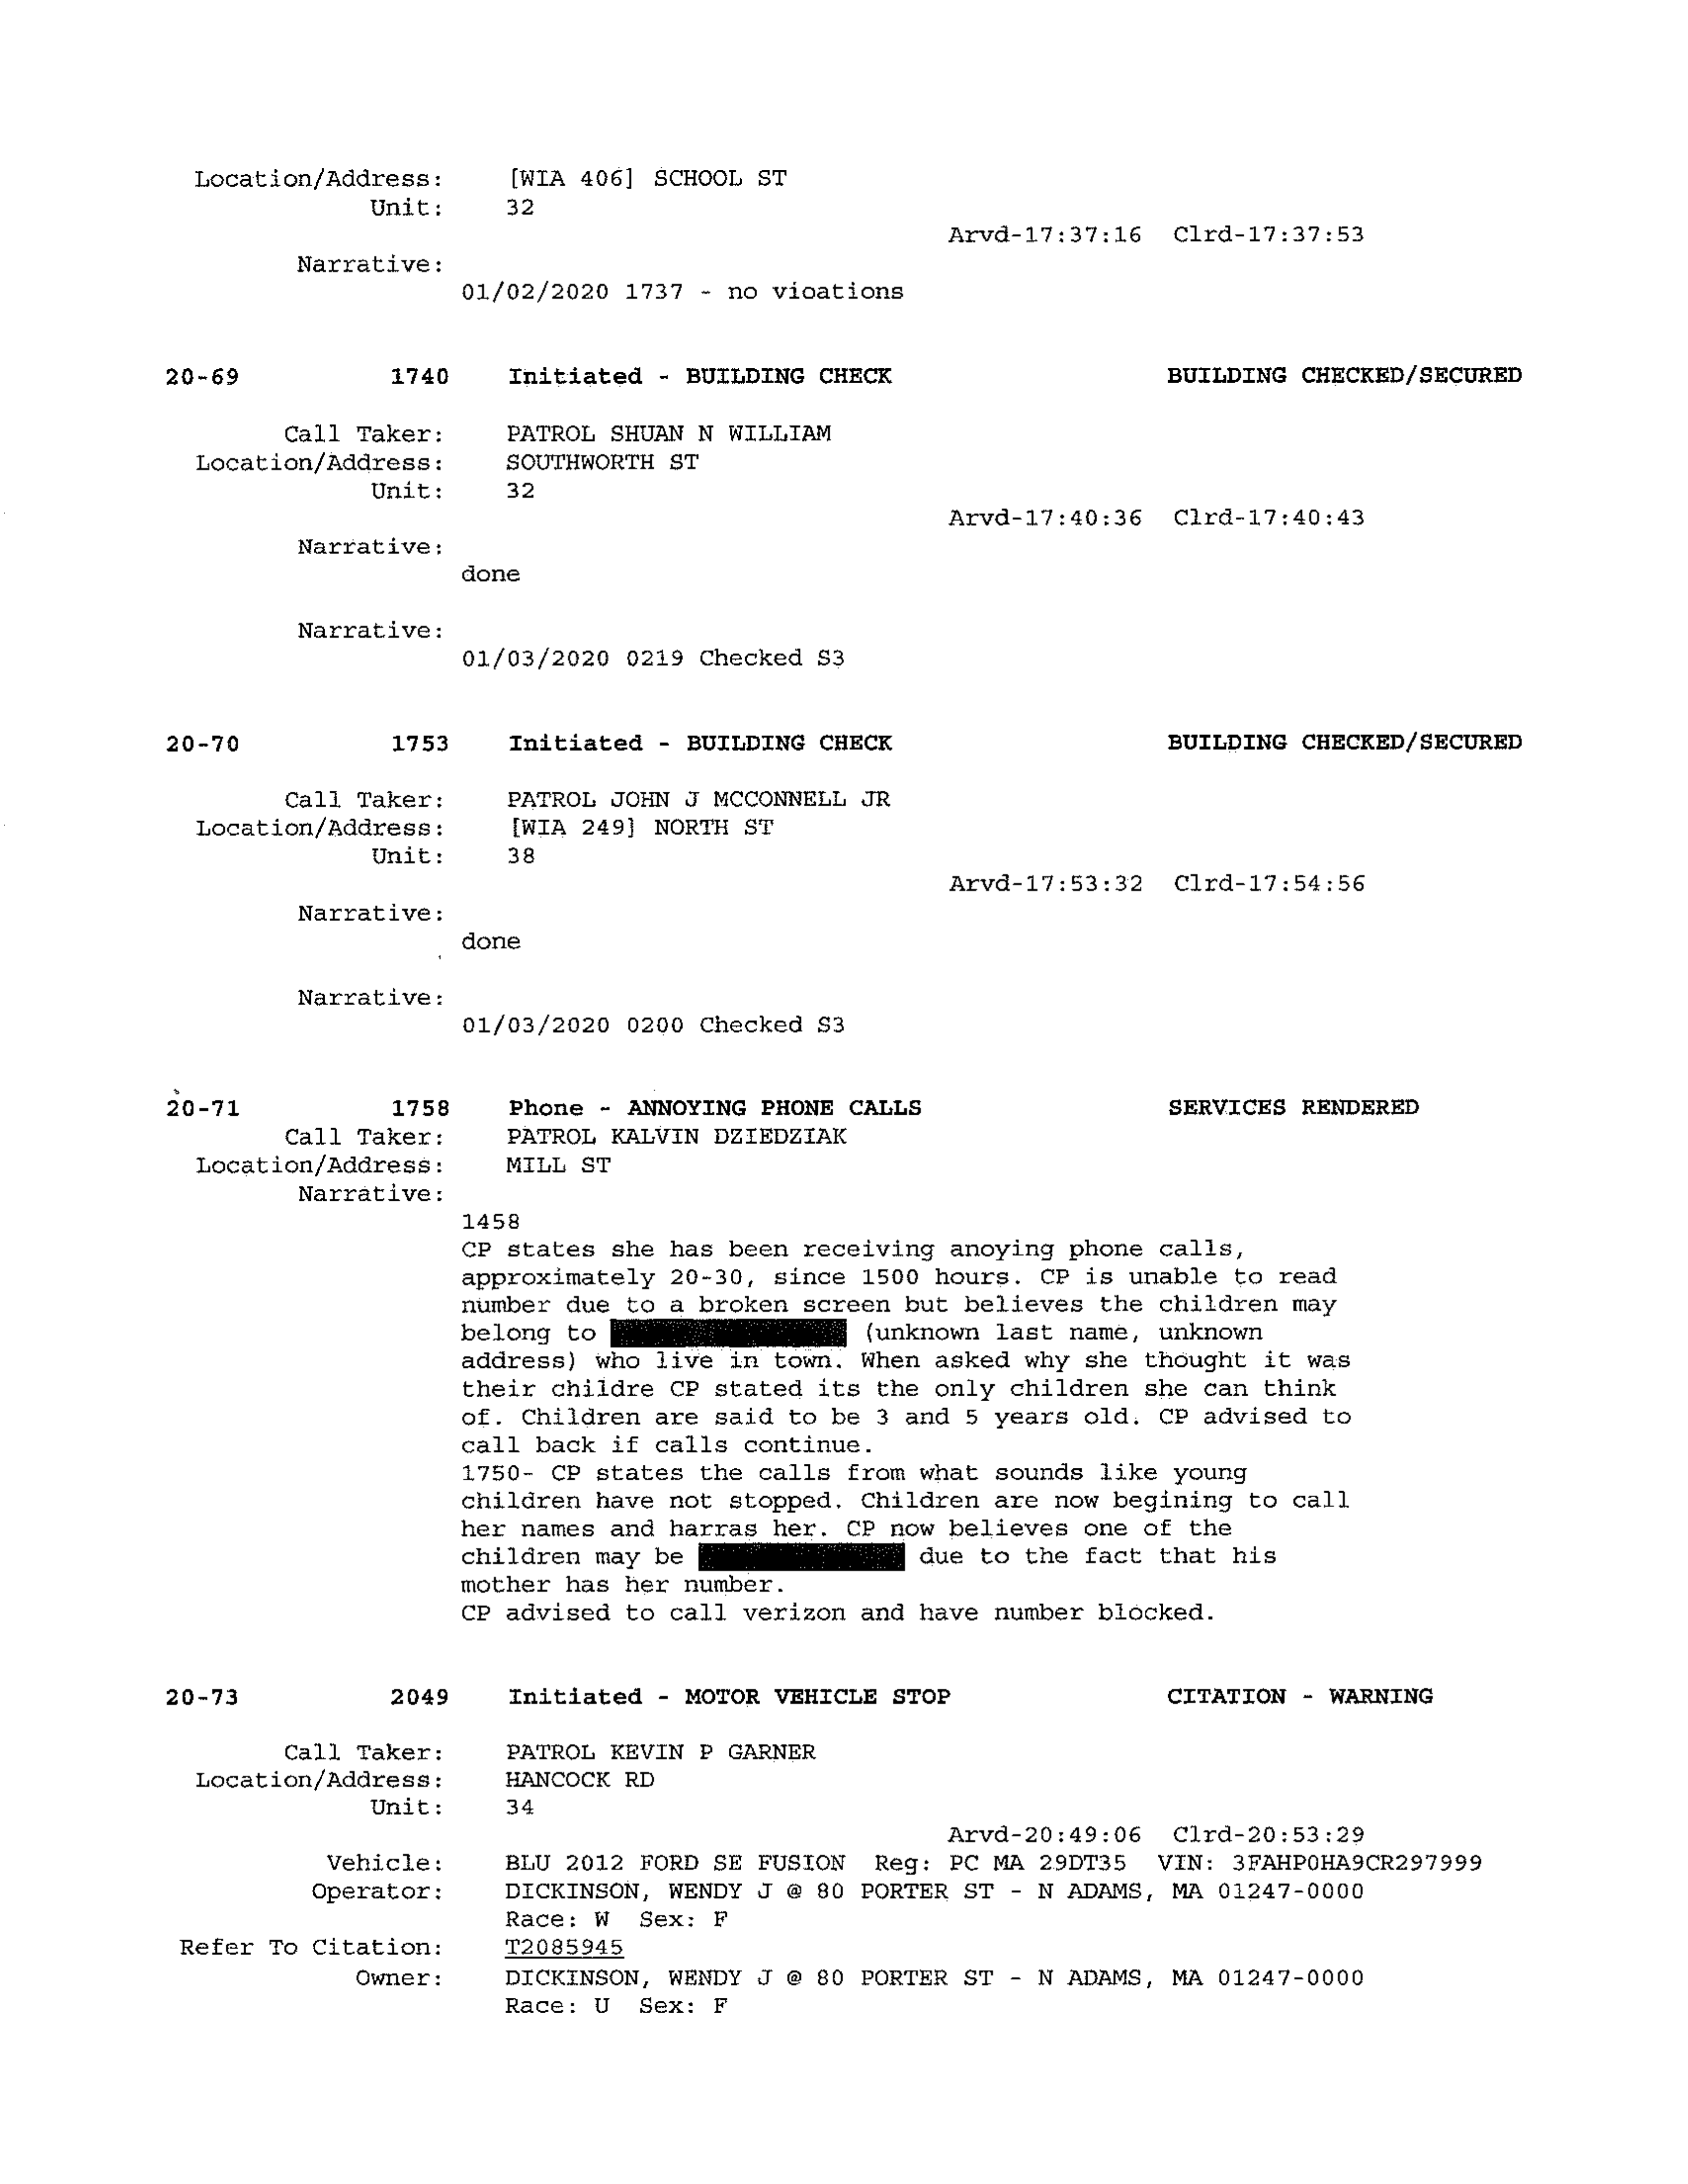 Location/Address: [WIA 406] SCHOOL ST
Unit: 32
Arvd-17:37:16 Clrd-17:37:53
Narrative:
01/02/2020 1737 - no vioations
20-69 1740 Initiated - BUILDING CHECK BUILDING CHECKED/SECURED
Call Taker: PATROL SHUAN N WILLIAM
Location/Address: SOUTHWORTH ST
Unit: 32
Arvd-17:40:36 Clrd-17:40:43
Narrative:
done
Narrative:
01/03/2020 0219 Checked S3
20-70 1753 Initiated - BUILDING CHECK BUILDING CHECKED/SECURED
Call Taker: PATROL JOHN J MCCONNELL JR
Location/Address: [WIA 249] NORTH ST
Unit: 38
Arvd-17:53:32 Clrd-17:54:56
Narrative:
done
Narrative:
01/03/2020 0200 Checked S3
20-71 1758 Phone - ANNOYING PHONE CALLS SERVICES RENDERED
Call Taker: PATROL KALVIN DZIEDZIAK
Location/Address: MILL ST
Narrative:
1458
CP states she has been receiving anoying phone calls,
approximately 20-30, since 1500 hours. CP is unable to read
number due to a broken screen but believes the children may
belong to (unknown last name, unknown
address) who live in town. When asked why she thought it was
their childre CP stated its the only children she can think
of. Children are said to be 3 and 5 years old. CP advised to
call back if calls continue.
1750- CP states the calls from what sounds like young
children have not stopped. Children are now begining to call
her names and harras her. CP now believes one of the
children may be due to the fact that his
mother has her number.
CP advised to call verizon and have number blocked.
20-73 2049 Initiated - MOTOR VEHICLE STOP CITATION - WARNING
Call Taker: PATROL KEVIN P GARNER
Location/Address: HANCOCK RD
Unit: 34
Arvd-20:49:06 Clrd-20:53:29
Vehicle: BLU 2012 FORD SE FUSION Reg: PC MA 29DT35 VIN: 3FAHP0HA9CR297999
Operator: DICKINSON, WENDY J @ 80 PORTER ST - N ADAMS, MA 01247-0000
Race: W Sex: F
Refer To Citation: T2085945
Owner: DICKINSON, WENDY J @ 80 PORTER ST - N ADAMS, MA 01247-0000
Race: U Sex: F